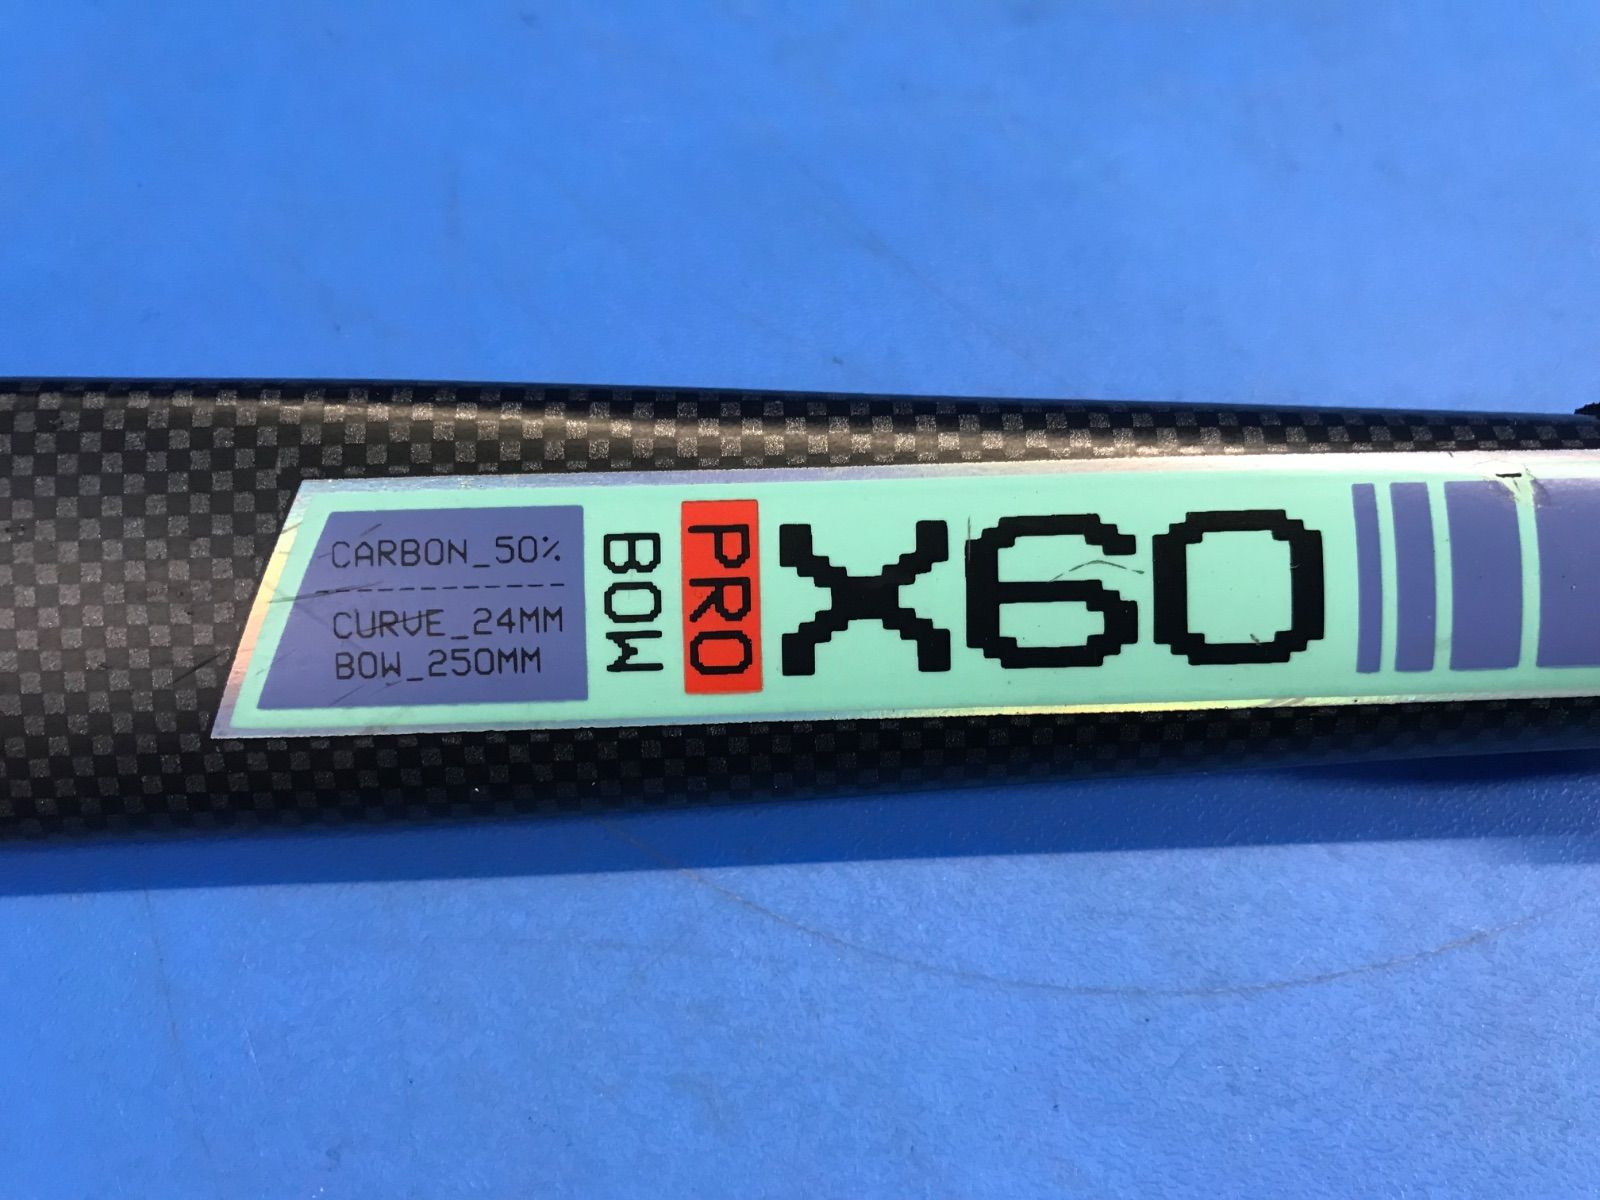 CARBON_50%
CURVE_24MM
BOW_250MM
PRO
BOW
X60